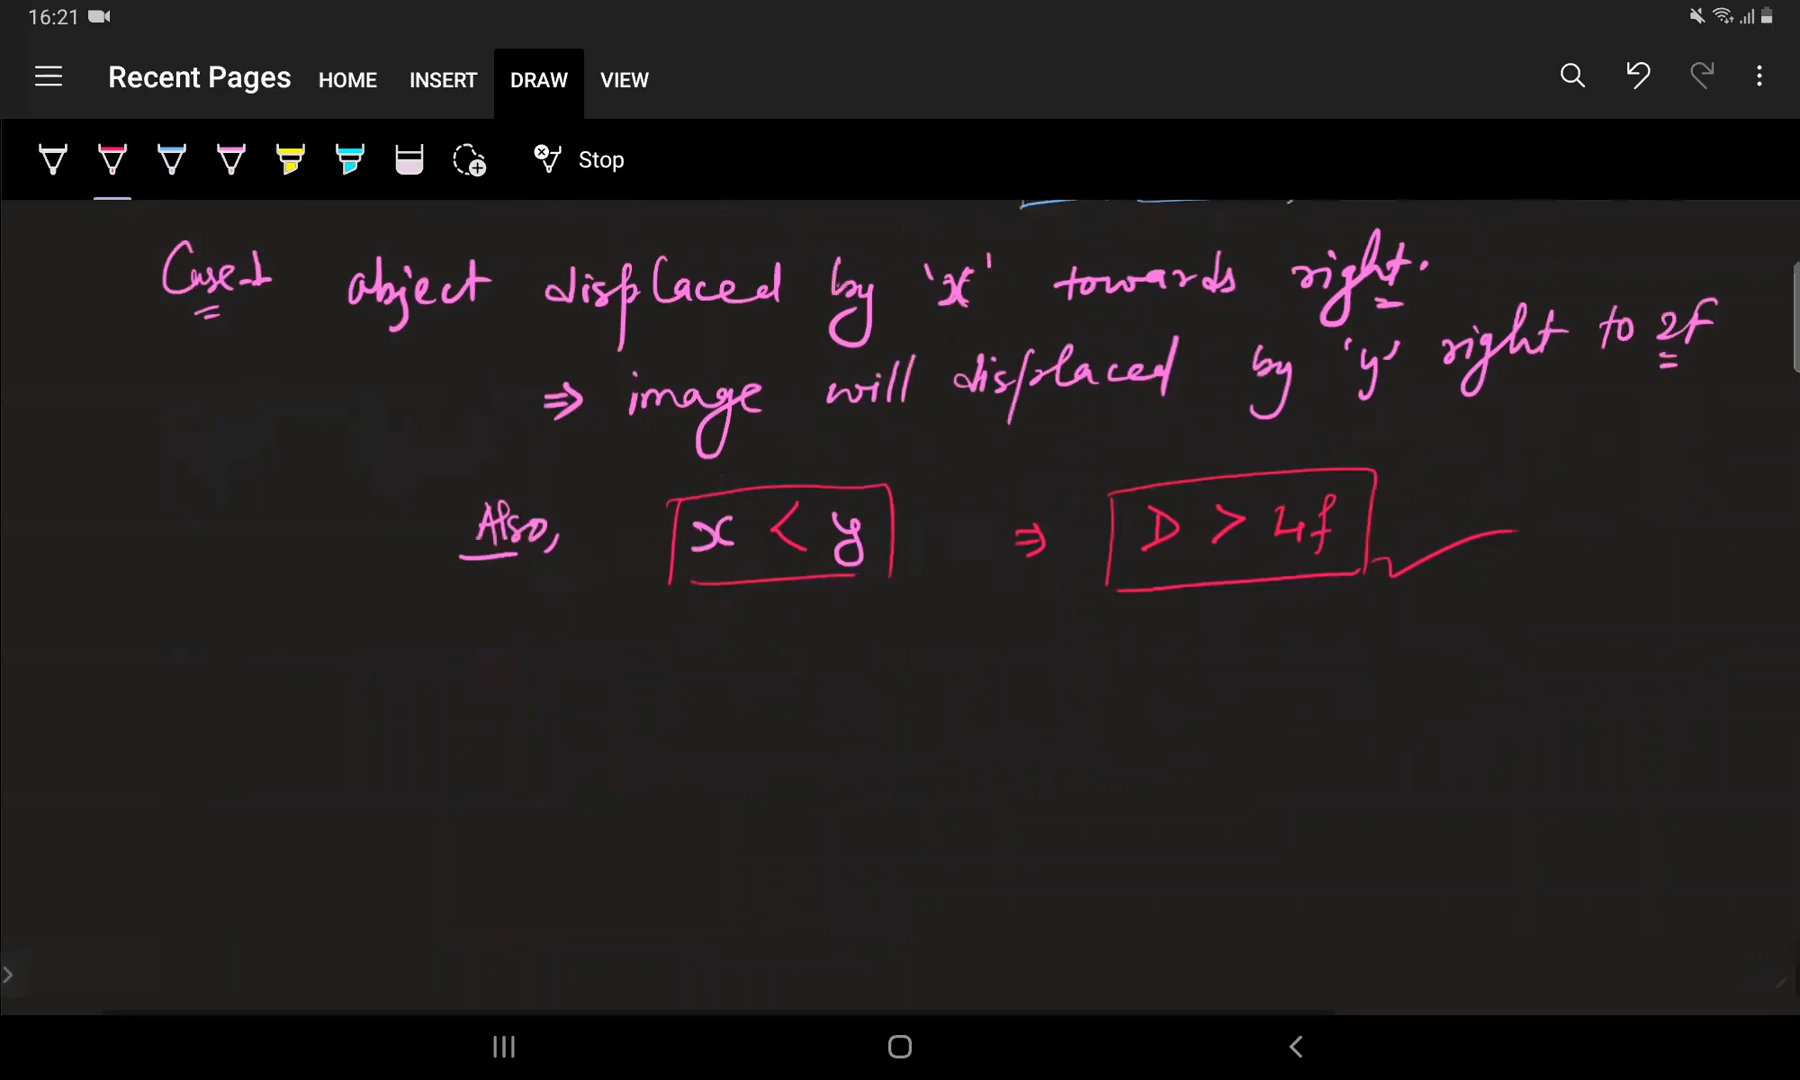 16:21
Recent Pages HOME INSERT DRAW VIEW
Stop
Case-1 object displaced by 'x' towards right.
⇒ image will displaced by 'y' right to 2f
Also, x < y ⇒ D > 4f